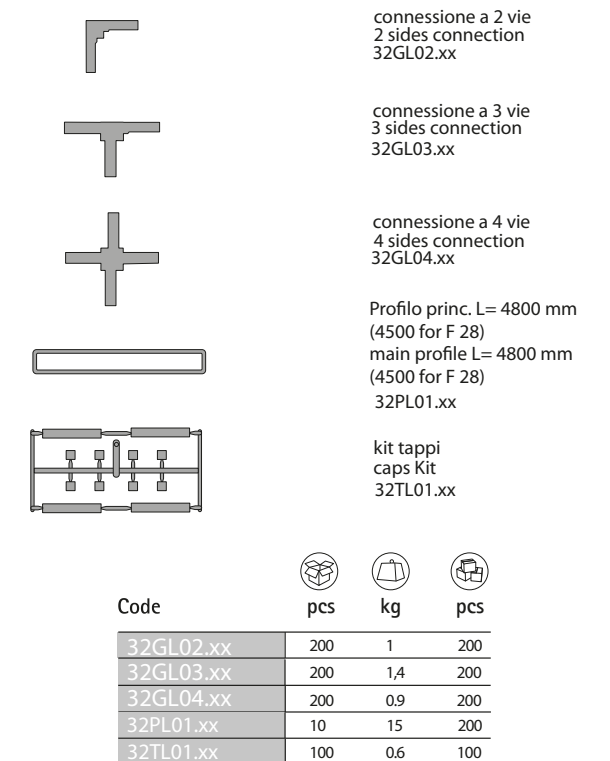 connessione a 2 vie
2 sides connection
32GL02.xx
connessione a 3 vie
3 sides connection
32GL03.xx
connessione a 4 vie
4 sides connection
32GL04.xx
Profilo princ. L= 4800 mm
(4500 for F 28)
main profile L= 4800 mm
(4500 for F 28)
32PL01.xx
kit tappi
caps Kit
32TL01.xx
Code pcs kg pcs
32GL02.xx 200 1 200
32GL03.xx 200 1,4 200
32GL04.xx 200 0.9 200
32PL01.xx 10 15 200
32TL01.xx 100 0.6 100